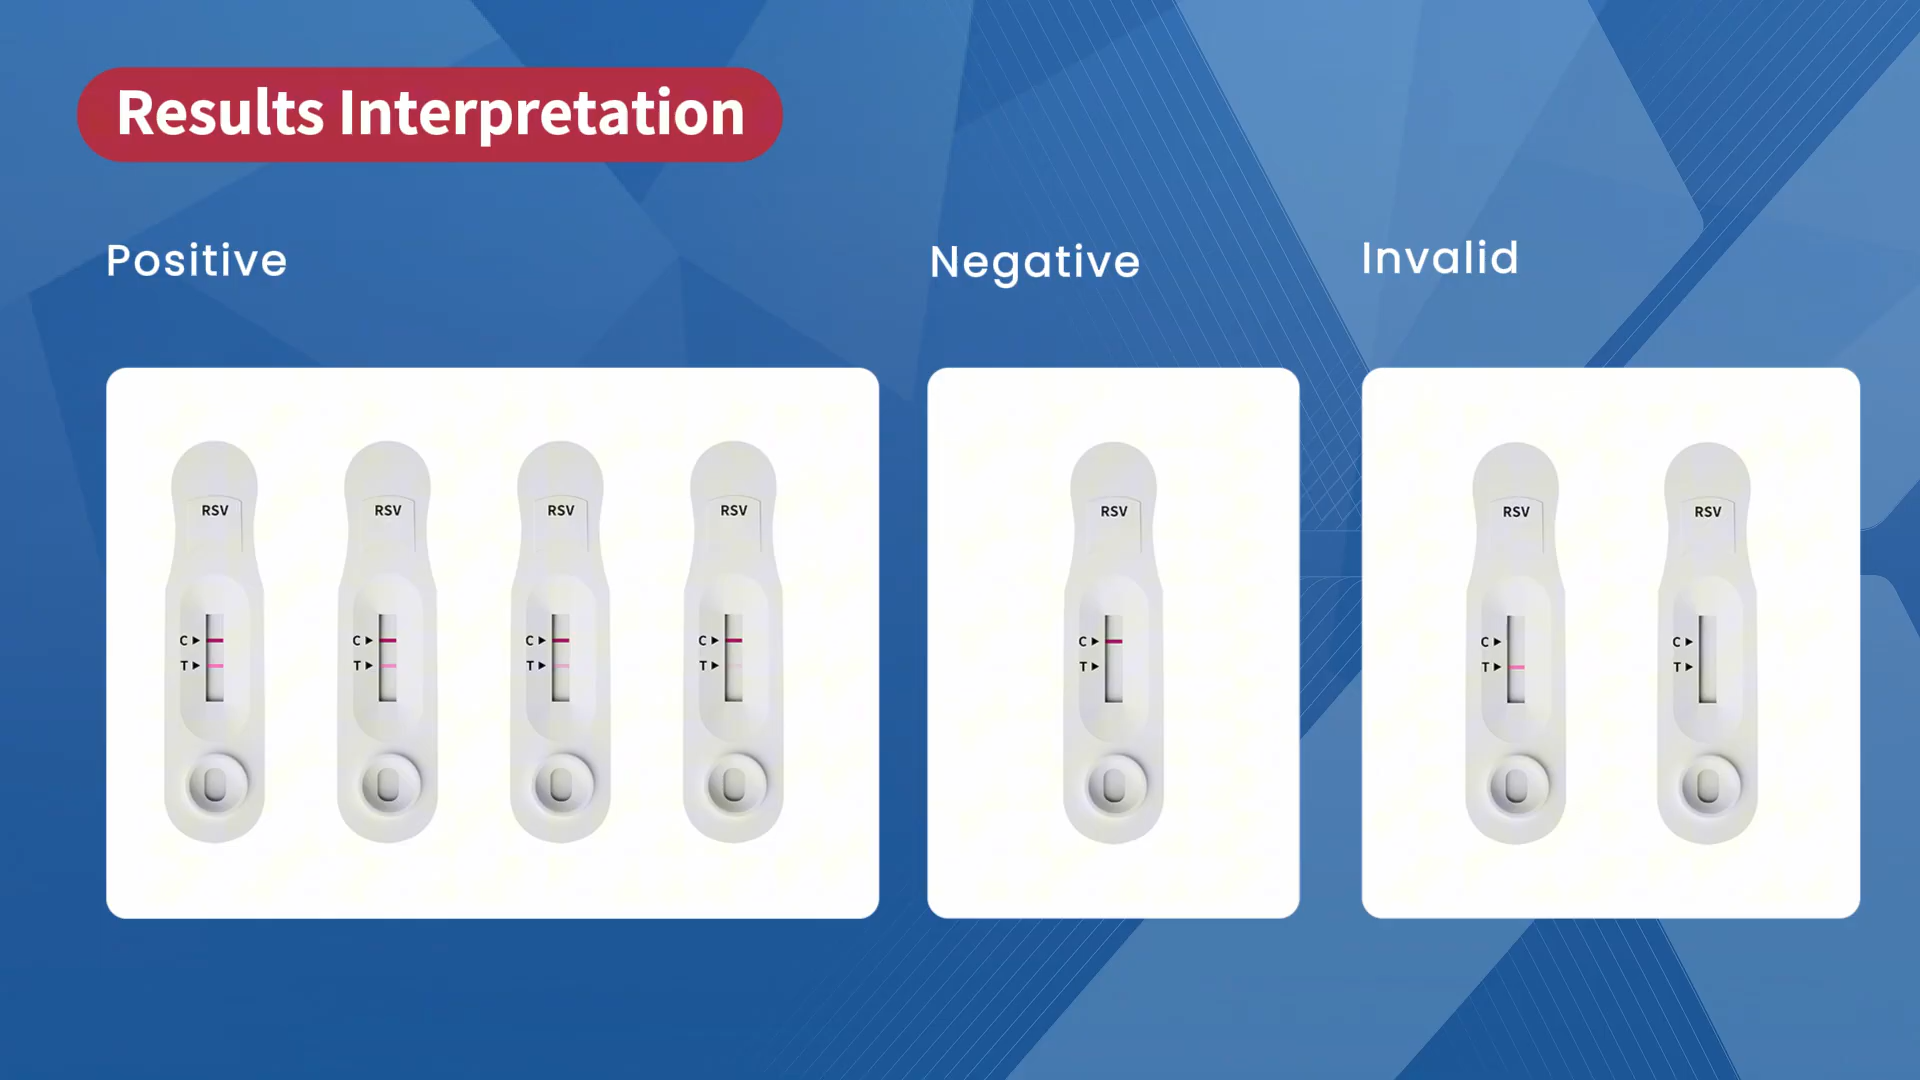 Results Interpretation
Positive
Negative
Invalid
RSV
RSV
RSV
RSV
RSV
RSV
RSV
C
C
C
C
C
C
C
T
T
T
T
T
T
T